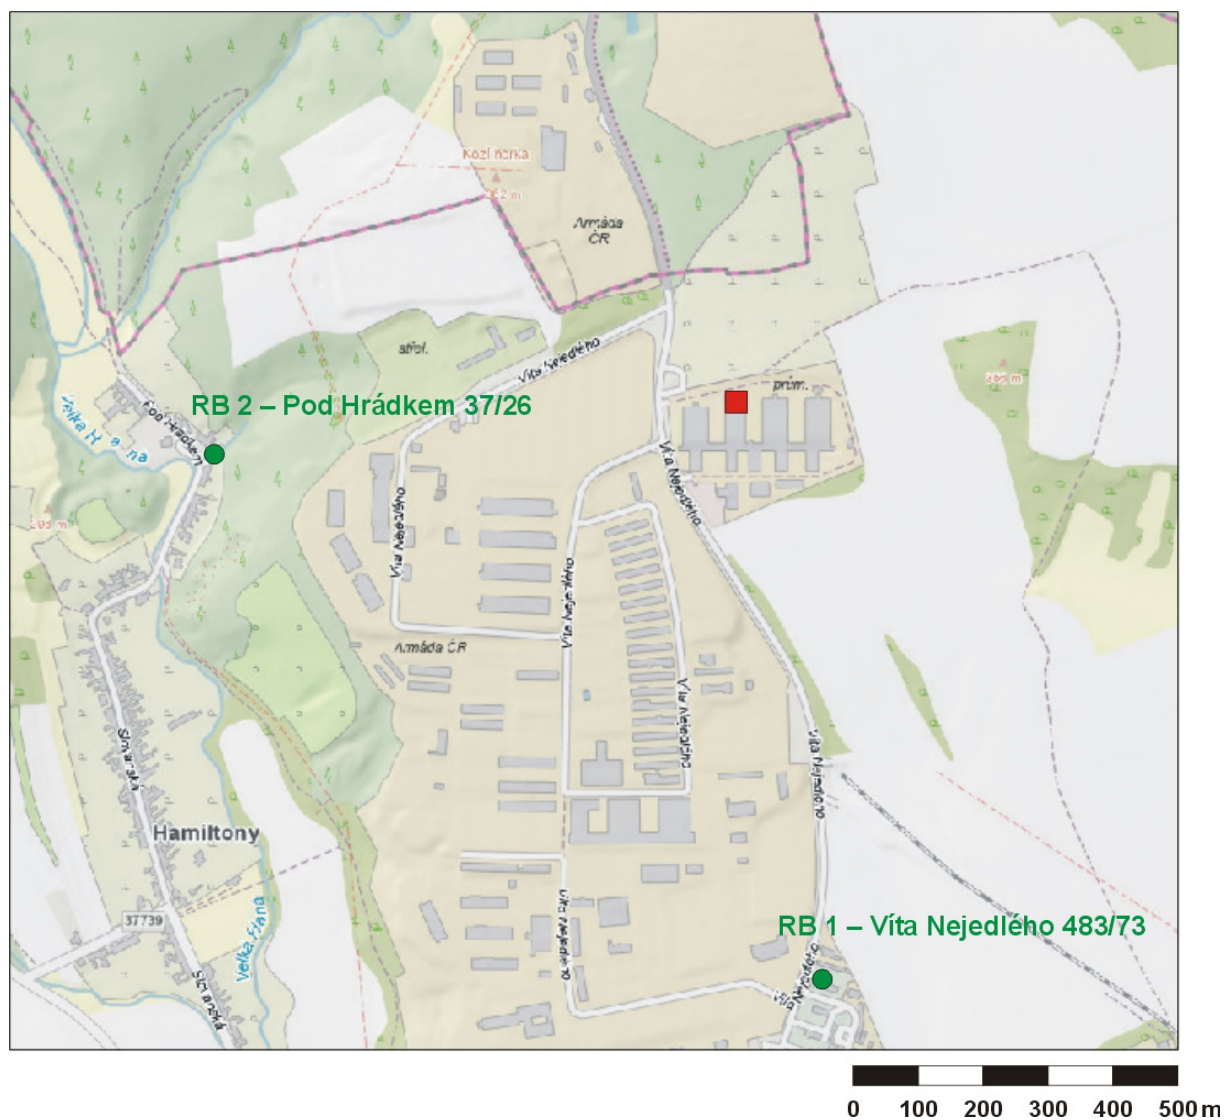 Kozí horka
Armáda
ČR
střel.
Víta Nejedlého
prům.
RB 2 – Pod Hrádkem 37/26
Pod Hrádkem
Velká Haná
Víta Nejedlého
Víta Nejedlého
Víta Nejedlého
Armáda ČR
Víta Nejedlého
Víta Nejedlého
Slovanská
Hamiltony
Víta Nejedlého
37739
Velká Haná
RB 1 – Víta Nejedlého 483/73
Víta Nejedlého
Slovanská
0 100 200 300 400 500 m